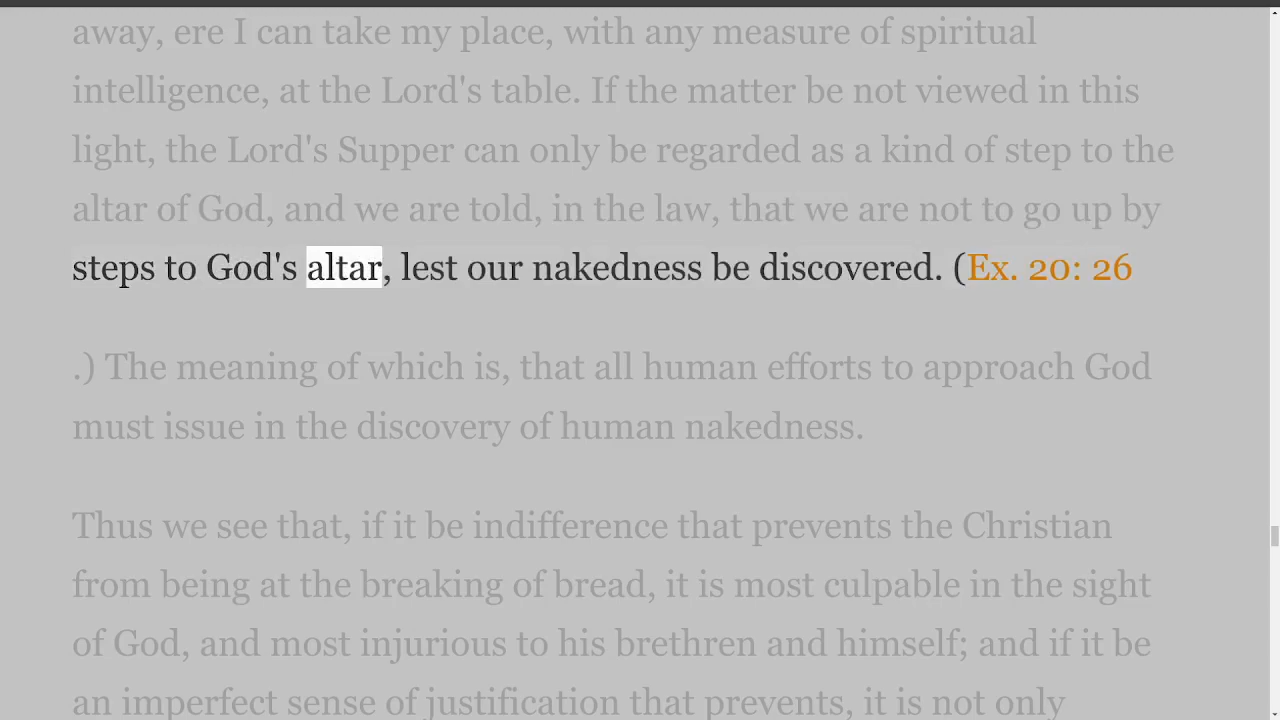 away, ere I can take my place, with any measure of spiritual
intelligence, at the Lord's table. If the matter be not viewed in this
light, the Lord's Supper can only be regarded as a kind of step to the
altar of God, and we are told, in the law, that we are not to go up by
steps to God's altar, lest our nakedness be discovered. (Ex. 20: 26
.) The meaning of which is, that all human efforts to approach God
must issue in the discovery of human nakedness.
Thus we see that, if it be indifference that prevents the Christian
from being at the breaking of bread, it is most culpable in the sight
of God, and most injurious to his brethren and himself; and if it be
an imperfect sense of justification that prevents, it is not only